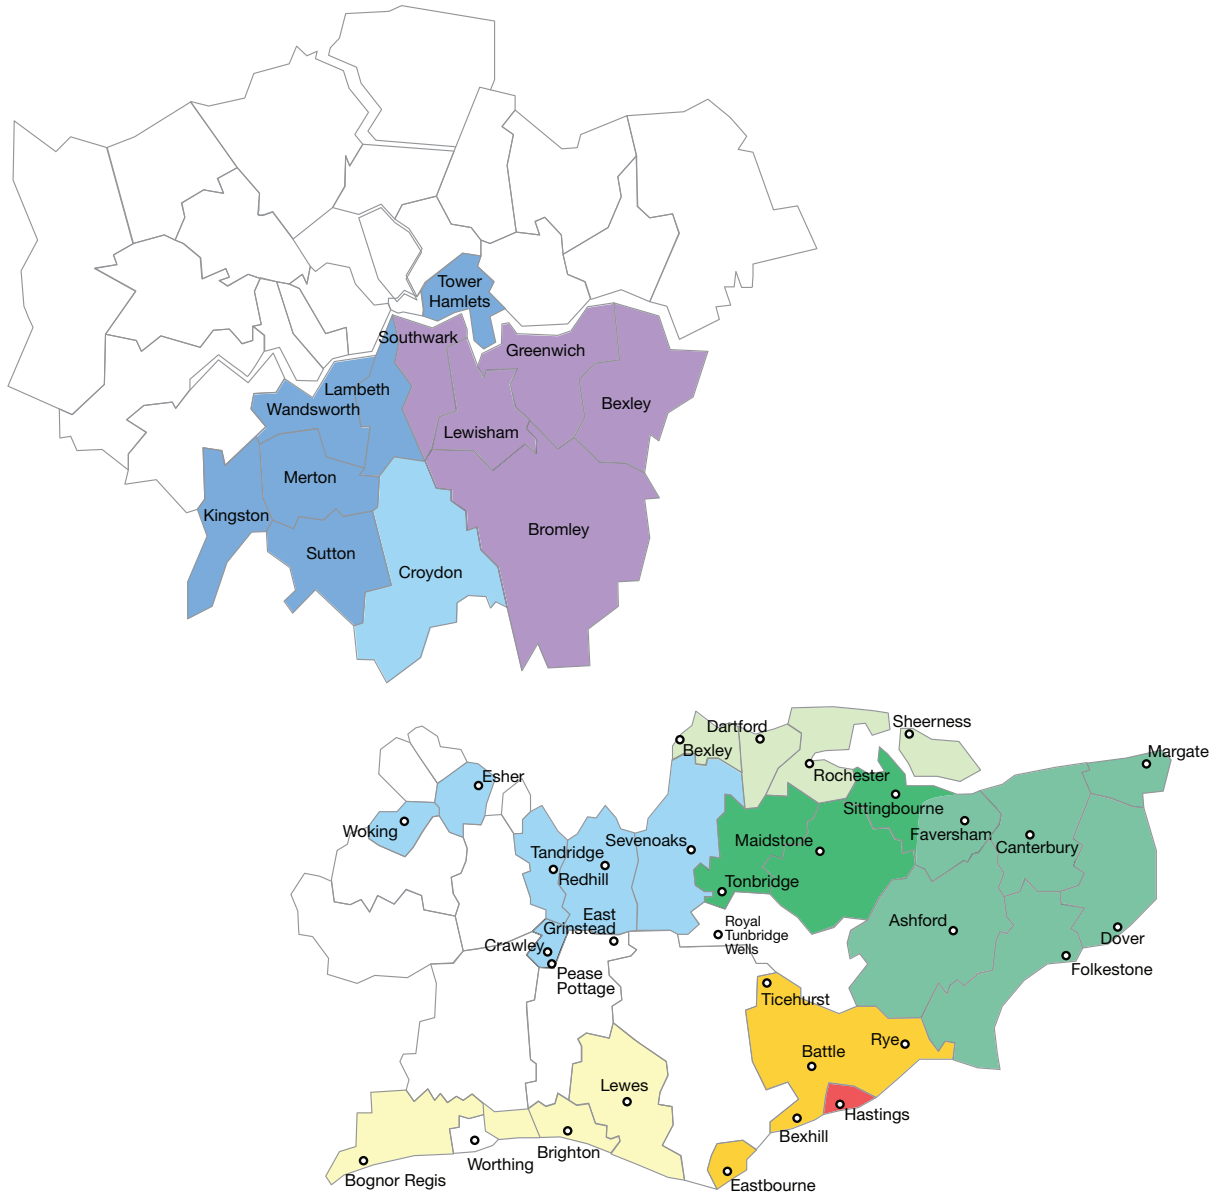 Tower
Hamlets
Southwark
Greenwich
Lambeth
Bexley
Wandsworth
Lewisham
Merton
Kingston
Bromley
Sutton
Croydon
Sheerness
Dartford
Bexley
Margate
Esher
Rochester
Sittingbourne
Woking
Faversham
Sevenoaks
Maidstone
Canterbury
Tandridge
Redhill
Tonbridge
East
Grinstead
Royal
Tunbridge
Wells
Ashford
Dover
Crawley
Folkestone
Pease
Pottage
Ticehurst
Rye
Battle
Lewes
Hastings
Bexhill
Brighton
Worthing
Bognor Regis
Eastbourne